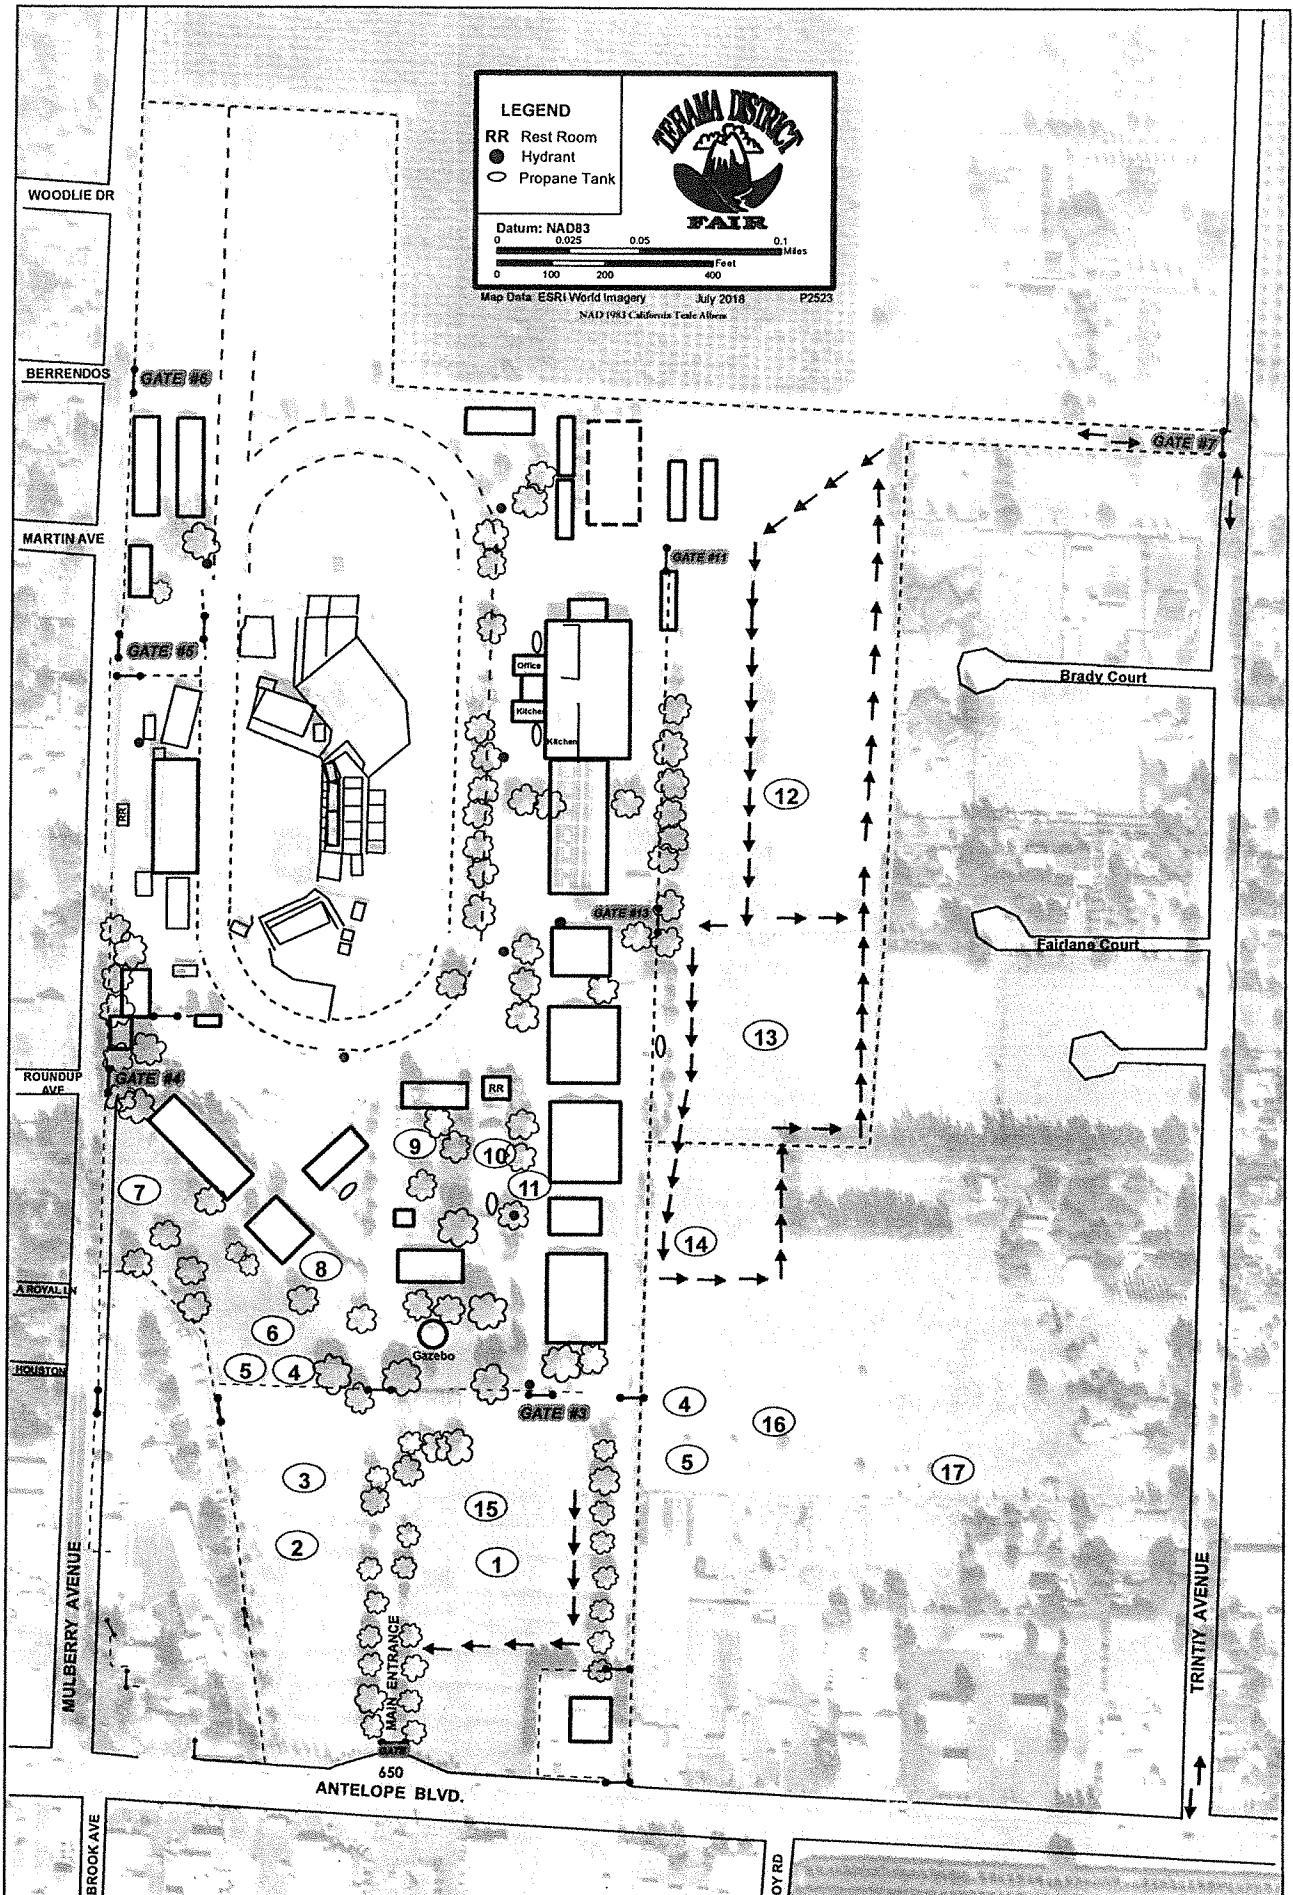 LEGEND
RR Rest Room
Hydrant
Propane Tank
TEHAMA DISTRICT
FAIR
Datum: NAD83
0 0.025 0.05 0.1
Miles
Feet
0 100 200 400
Map Data: ESRI World Imagery July 2018 P2523
NAD 1983 California Teale Albers
WOODLIE DR
BERRENDOS
GATE #6
GATE #7
MARTIN AVE
GATE #11
GATE #5
Office
Brady Court
Kitchen
Kitchen
12
RR
GATE #13
Fairlane Court
13
ROUNDUP
AVE
GATE #4
RR
9
10
7
11
14
8
A ROYAL LN
6
Gazebo
HOUSTON
5
4
GATE #3
4
16
5
17
3
15
2
1
MULBERRY AVENUE
MAIN ENTRANCE
TRINTIY AVENUE
GATE
650
ANTELOPE BLVD.
BROOK AVE
OY RD